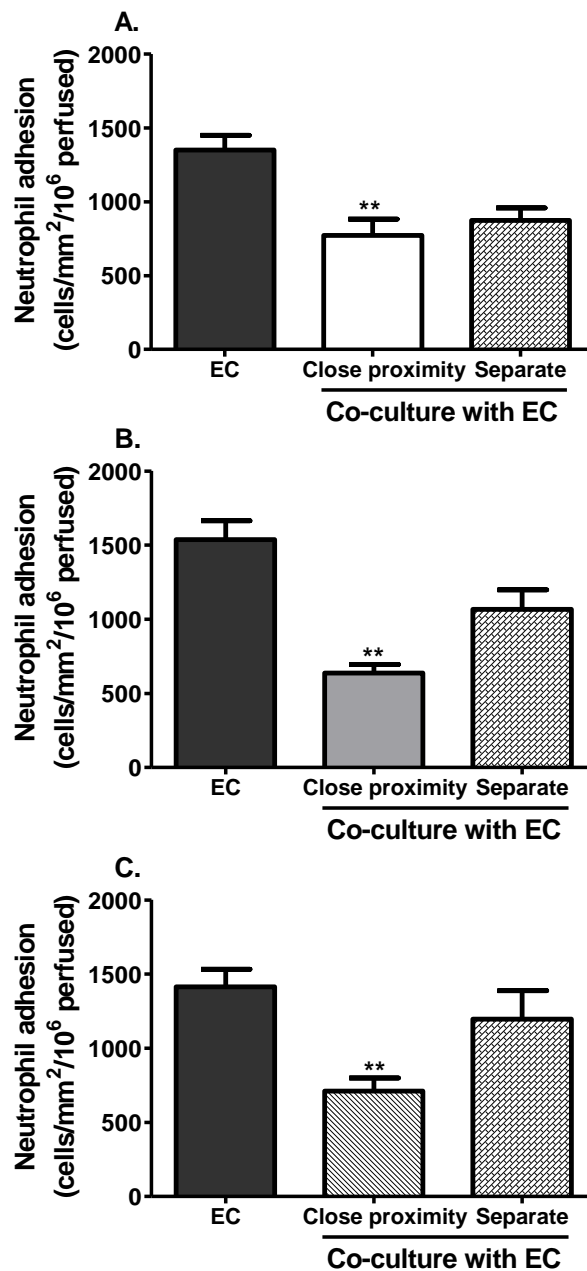 A.
Neutrophil adhesion
(cells/mm²/10⁶ perfused)
2000
1500
1000
500
0
**
EC
Close proximity
Separate
Co-culture with EC
B.
Neutrophil adhesion
(cells/mm²/10⁶ perfused)
2000
1500
1000
500
0
**
EC
Close proximity
Separate
Co-culture with EC
C.
Neutrophil adhesion
(cells/mm²/10⁶ perfused)
2000
1500
1000
500
0
**
EC
Close proximity
Separate
Co-culture with EC